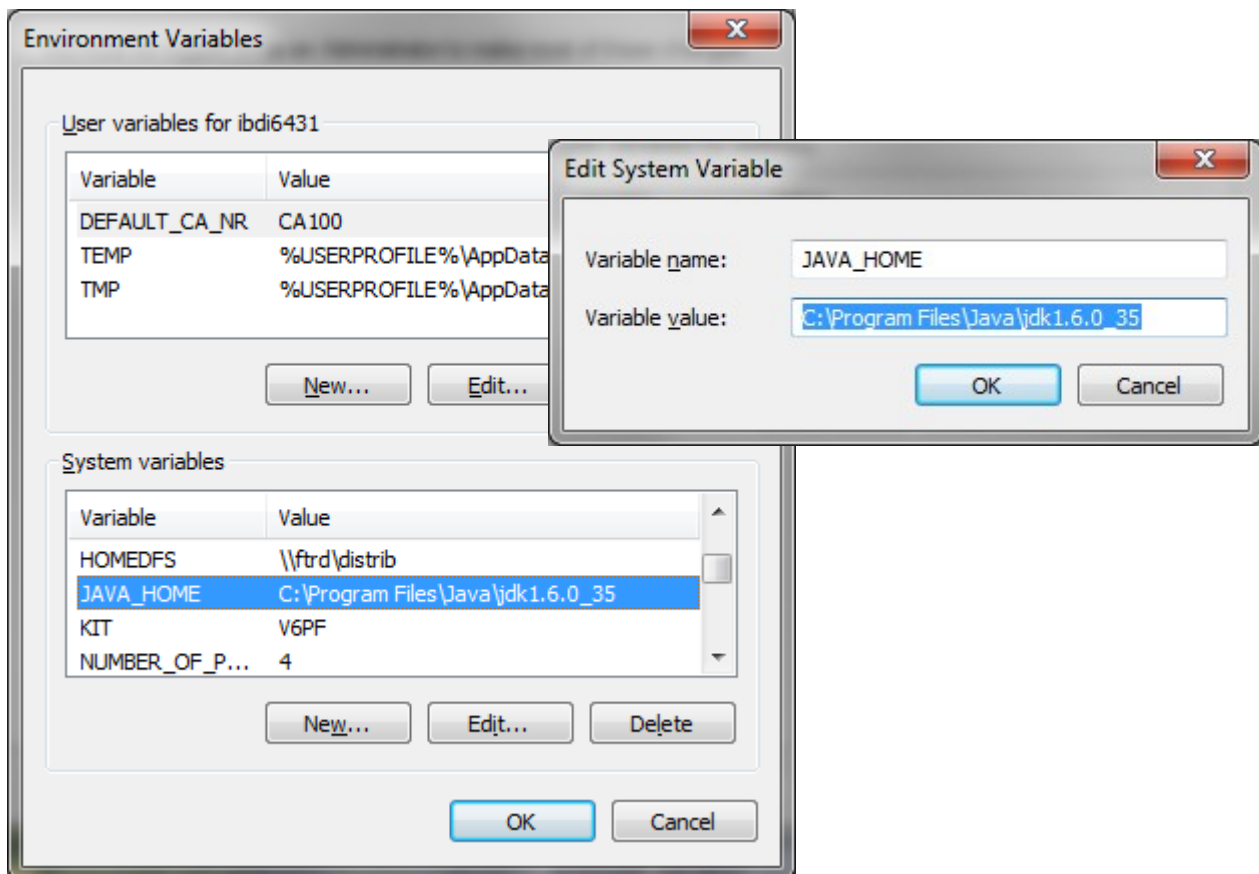 Environment Variables
User variables for ibdi6431
Variable Value
DEFAULT_CA_NR CA100
TEMP %USERPROFILE%\AppData
TMP %USERPROFILE%\AppData
New... Edit...
System variables
Variable Value
HOMEDFS \\ftrd\distrib
JAVA_HOME C:\Program Files\Java\jdk1.6.0_35
KIT V6PF
NUMBER_OF_P... 4
New... Edit... Delete
OK Cancel
Edit System Variable
Variable name: JAVA_HOME
Variable value: C:\Program Files\Java\jdk1.6.0_35
OK Cancel